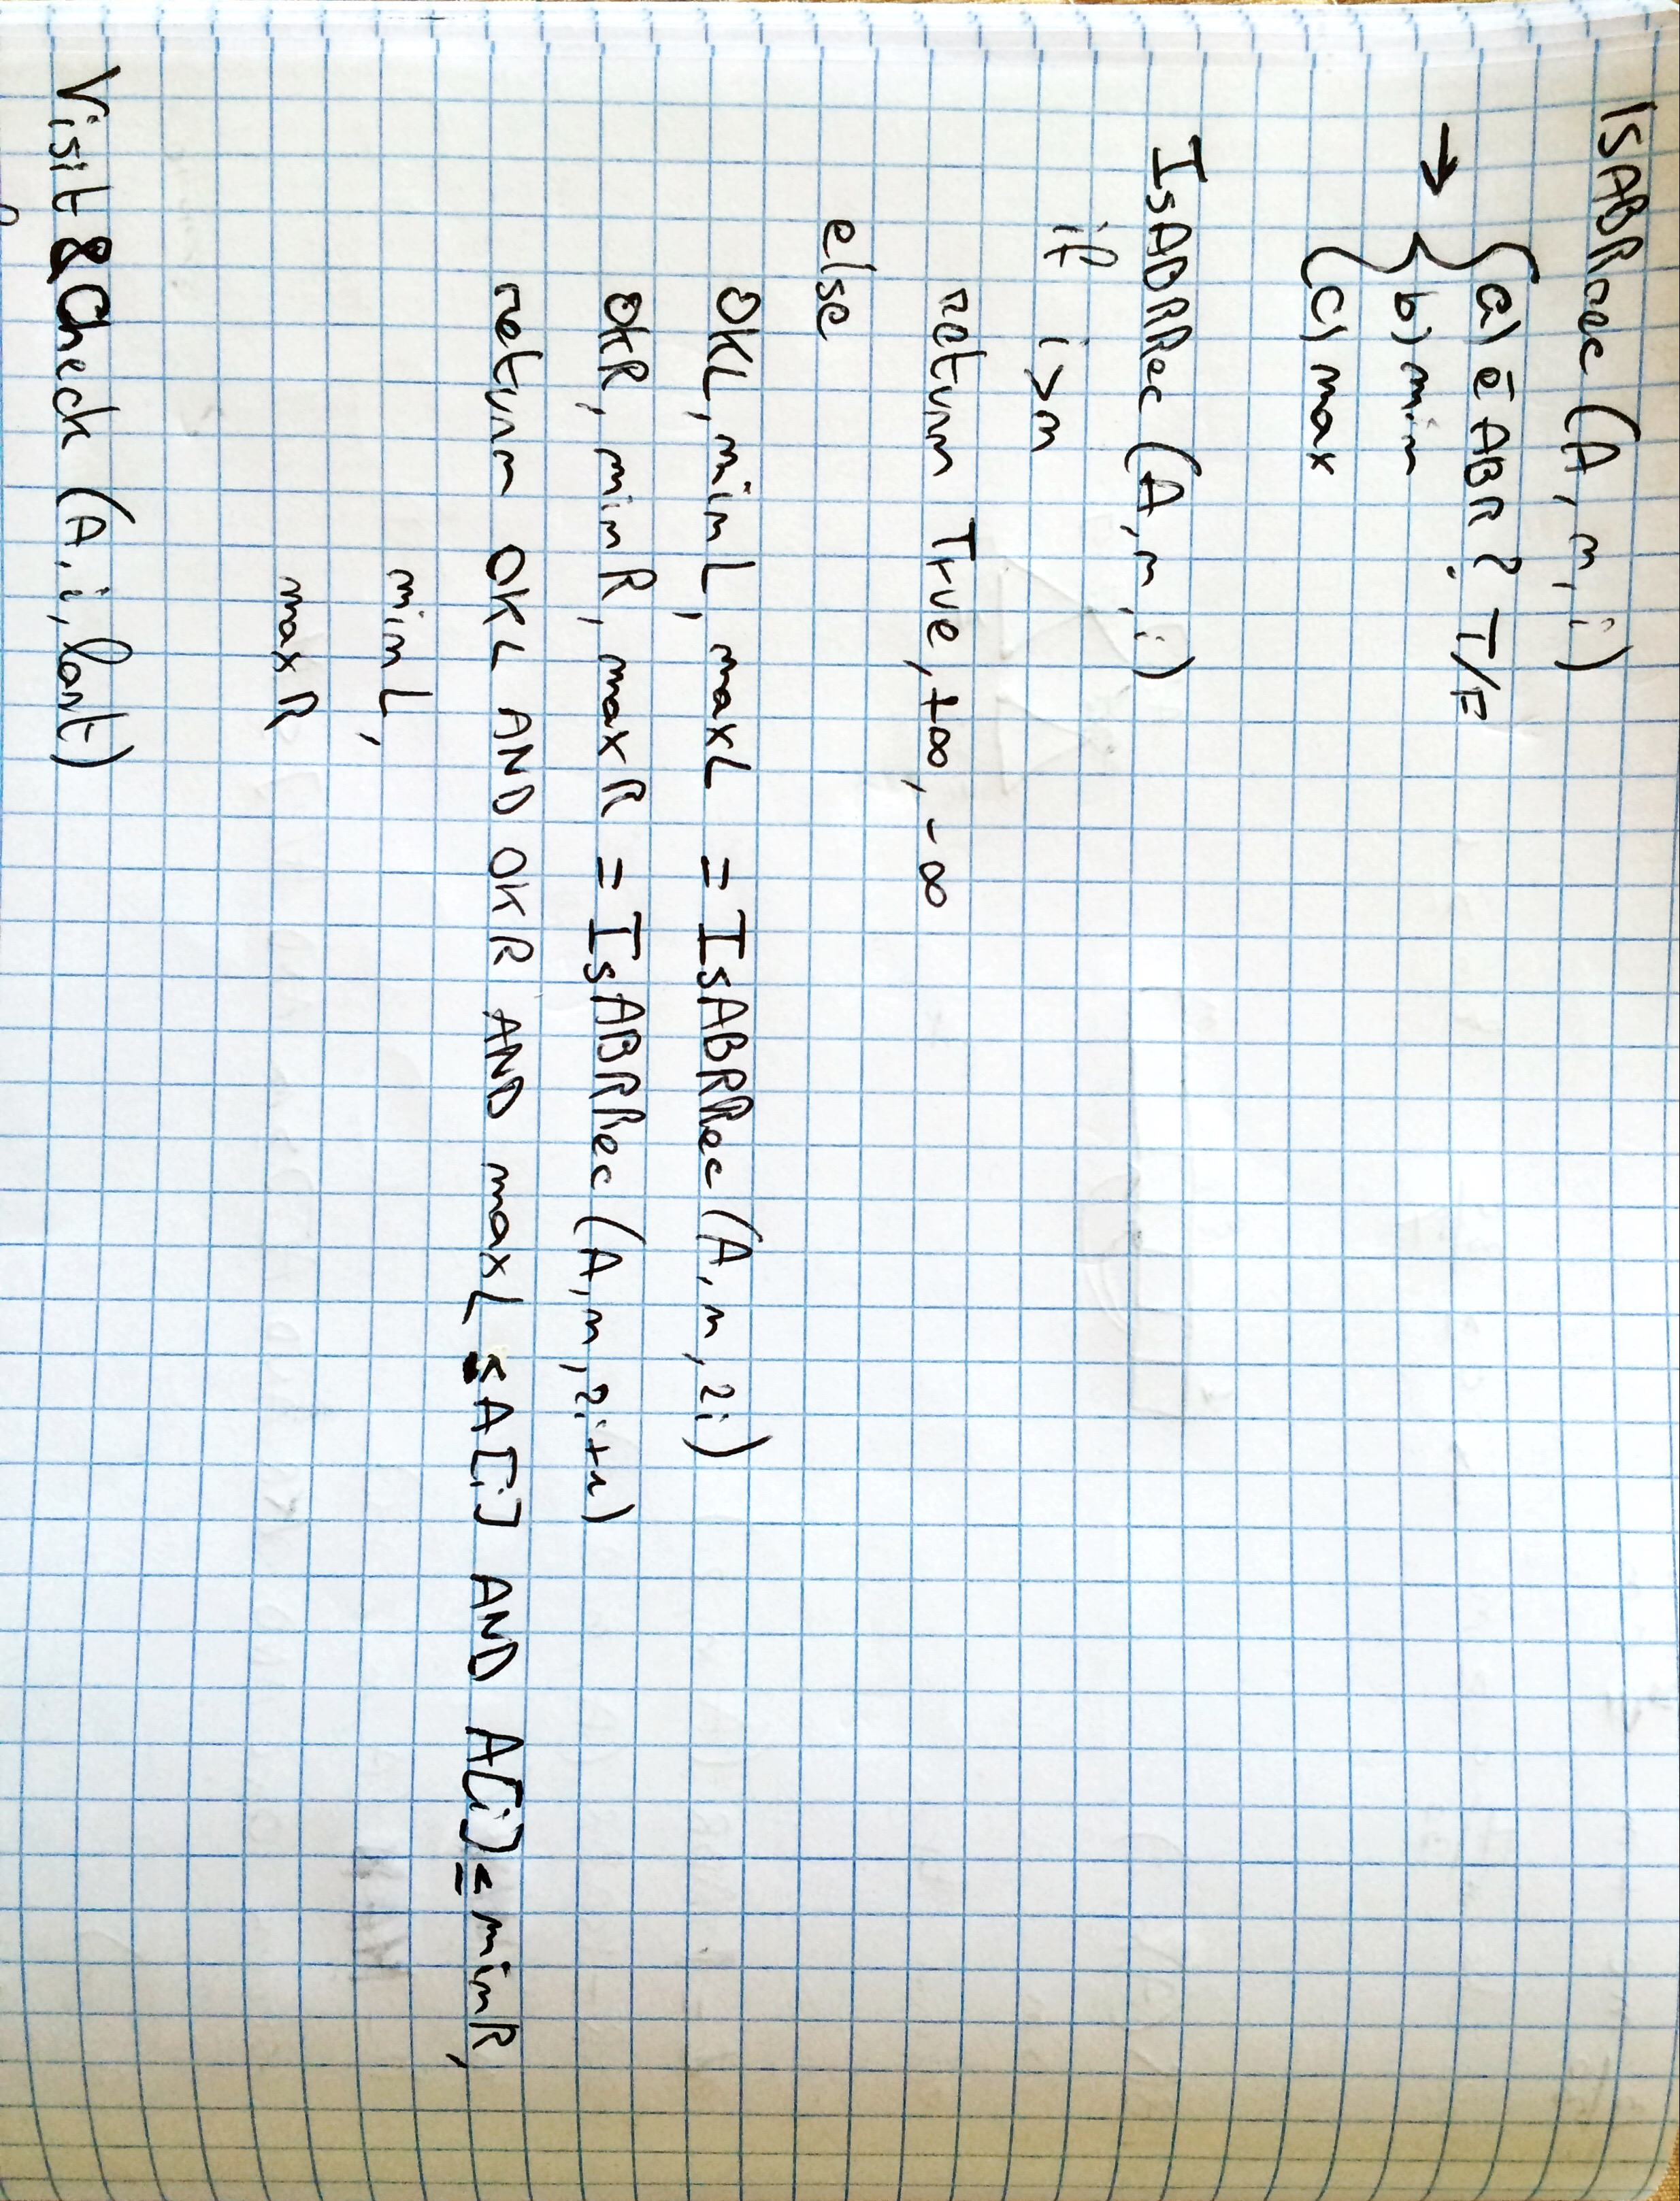 IsABRrec (A, n, i)
→ { a) è ABR? T/F
b) min
c) max
IsABRRec (A, n, i)
if i>n
return True, +∞, -∞
else
OKL, minL, maxL = IsABRRec (A, n, 2i)
OKR, minR, maxR = IsABRRec (A, n, 2i+1)
return OKL AND OKR AND maxL ≤ A[i] AND A[i] ≤ minR,
minL,
maxR
Visit & Check (A, i, last)